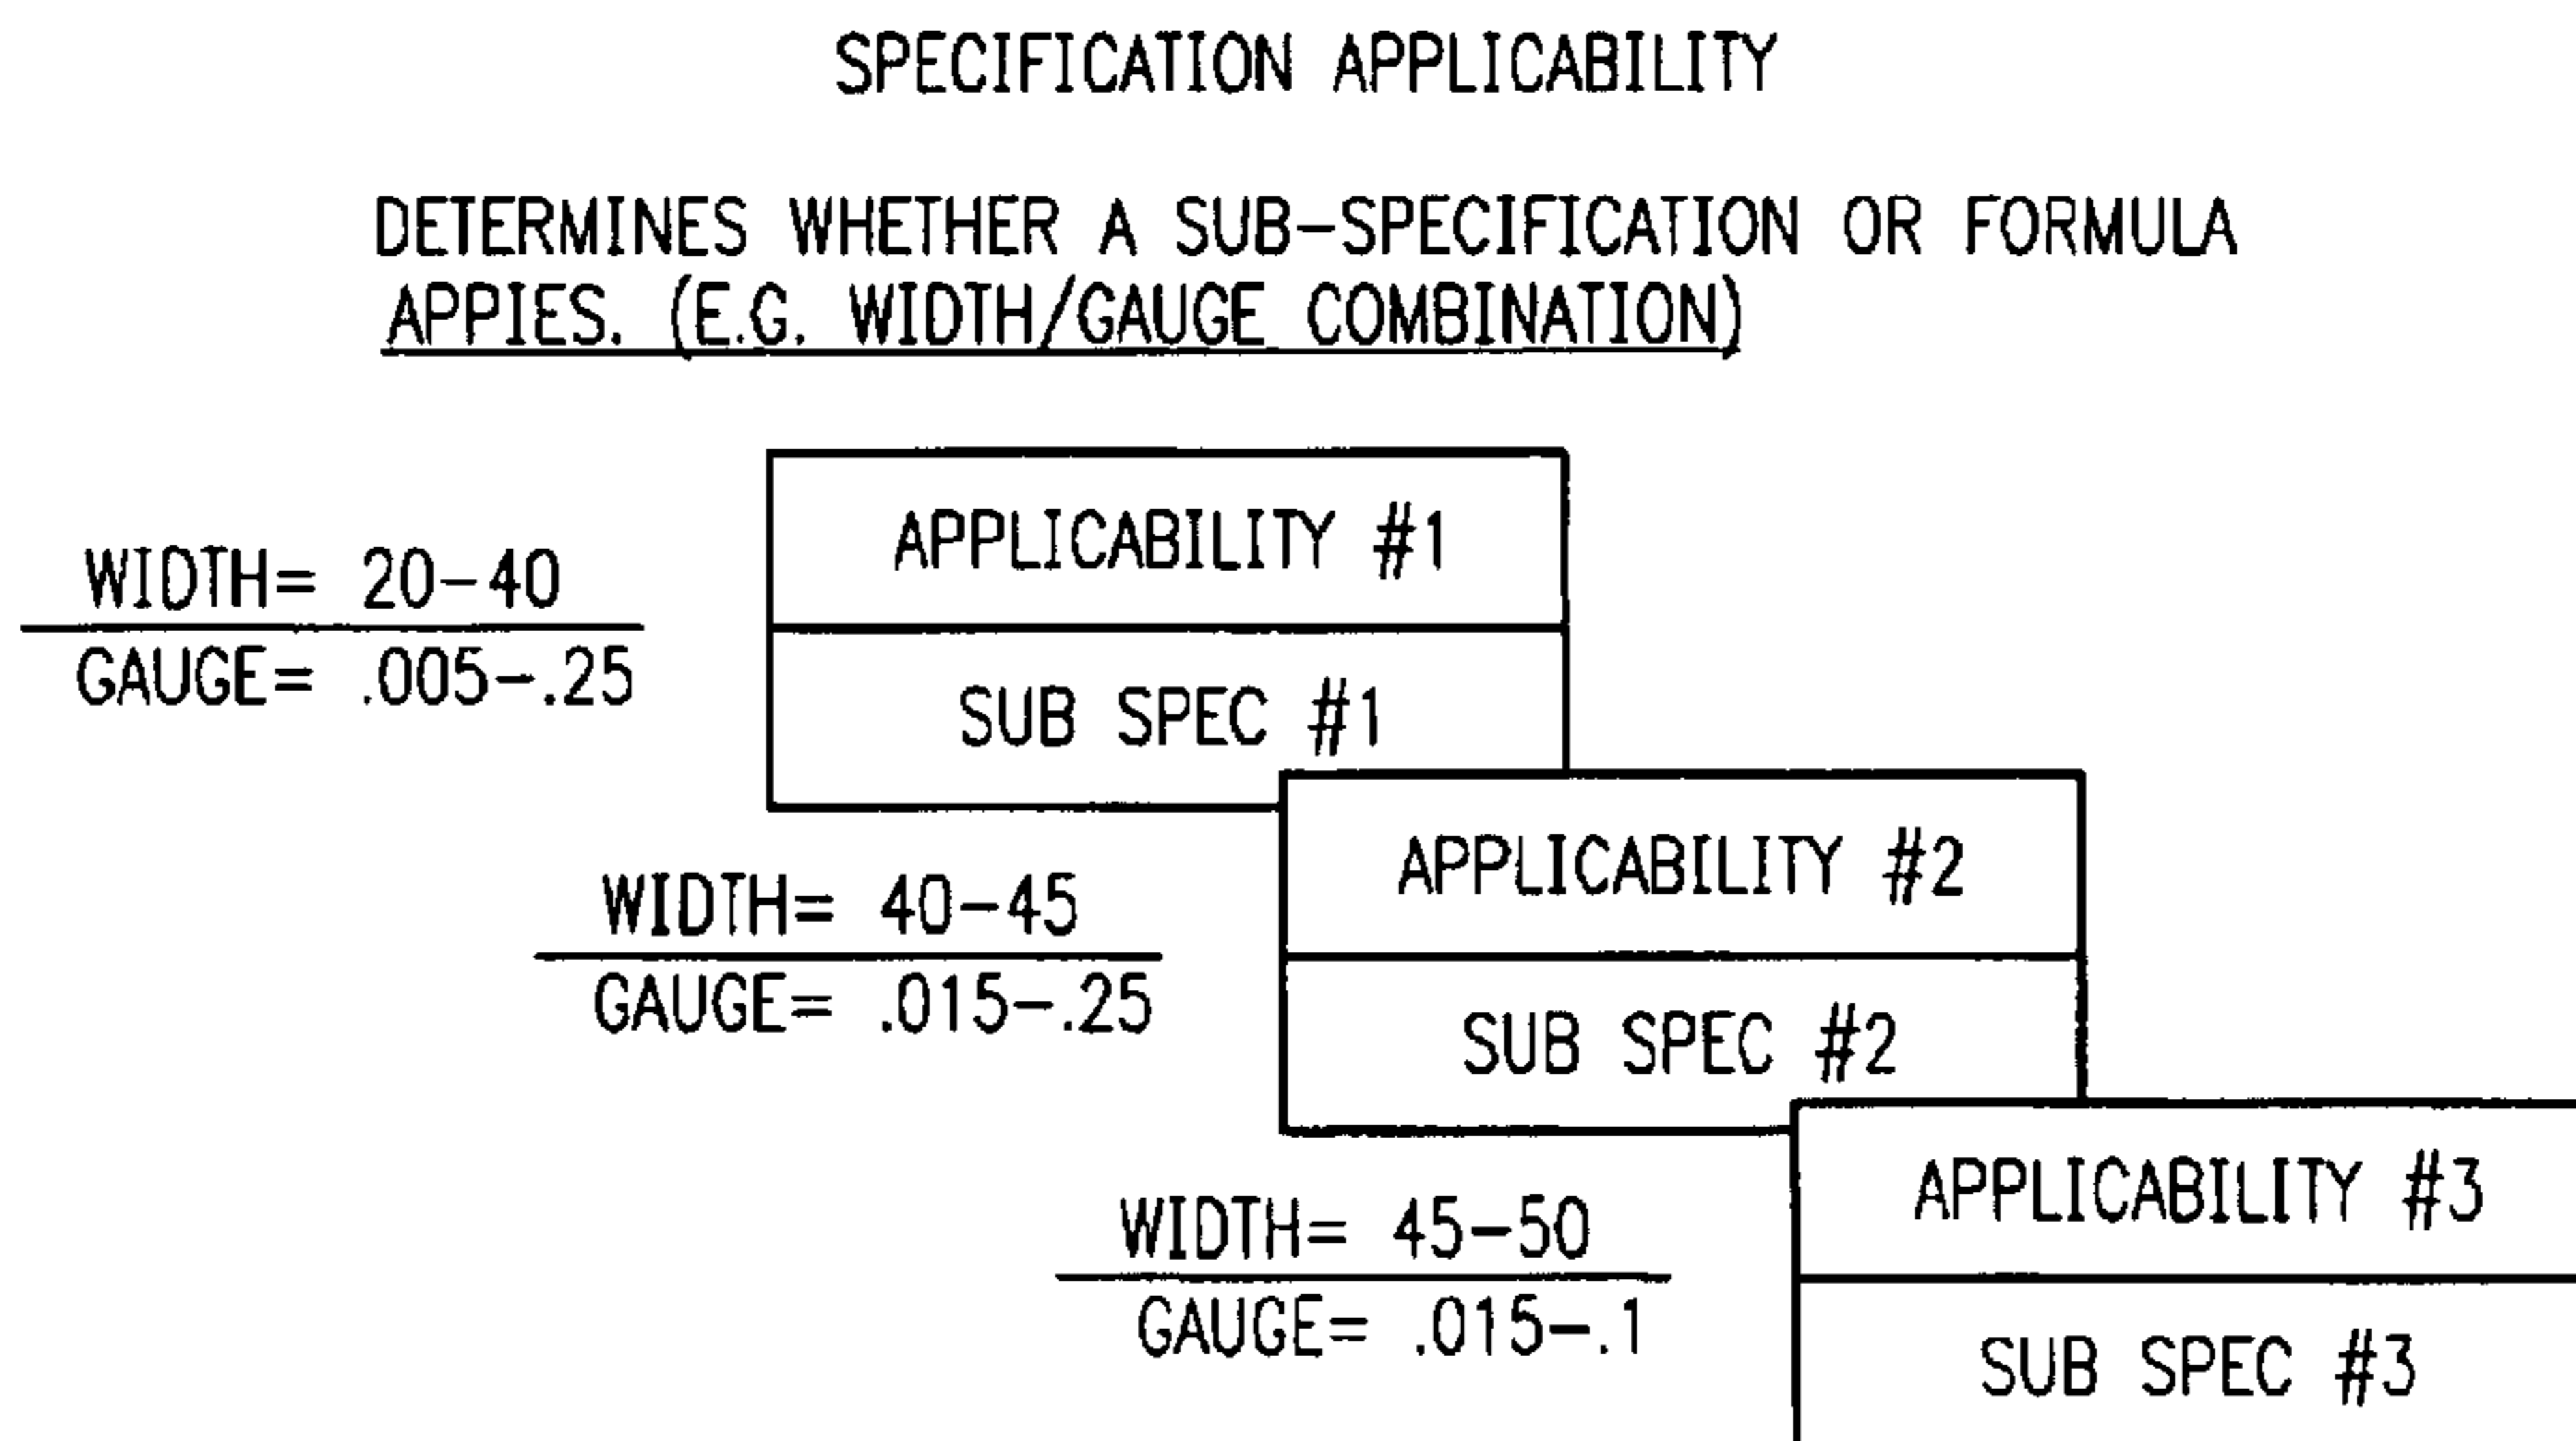 SPECIFICATION APPLICABILITY
DETERMINES WHETHER A SUB-SPECIFICATION OR FORMULA
APPIES. (E.G. WIDTH/GAUGE COMBINATION)
APPLICABILITY #1
WIDTH= 20-40
GAUGE= .005-.25
SUB SPEC #1
APPLICABILITY #2
WIDTH= 40-45
GAUGE= .015-.25
SUB SPEC #2
APPLICABILITY #3
WIDTH= 45-50
GAUGE= .015-.1
SUB SPEC #3